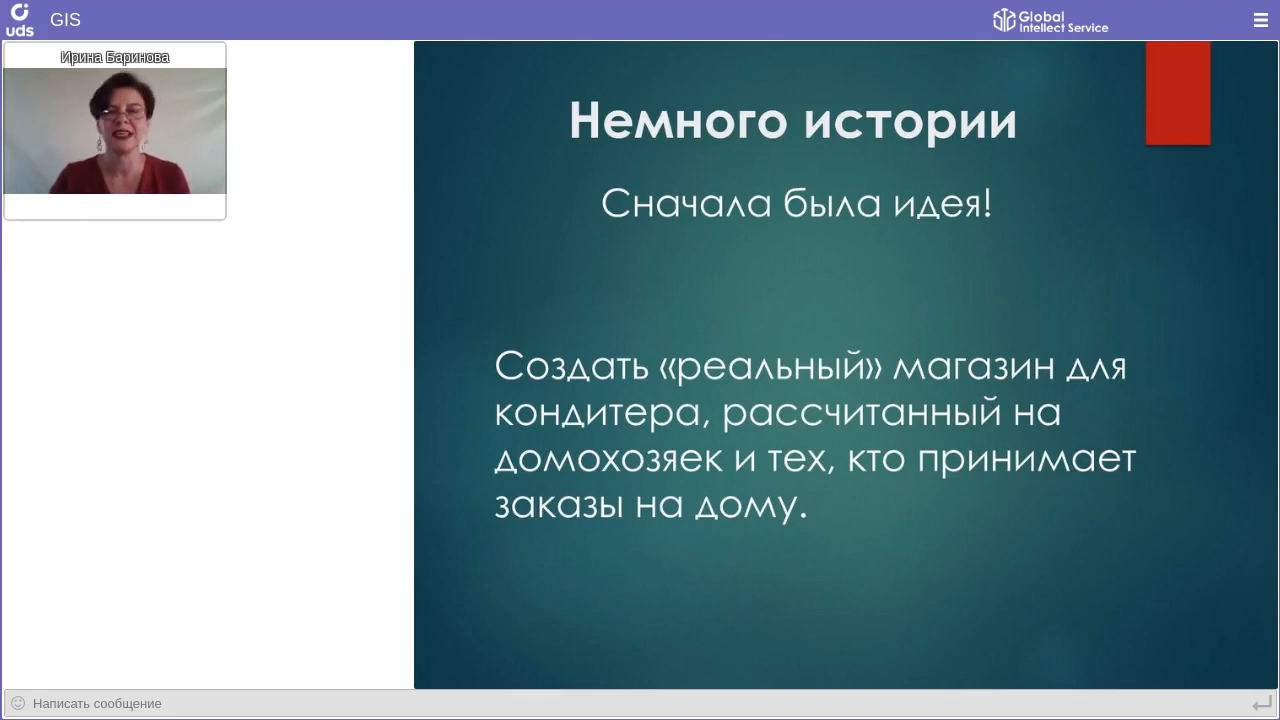 uds
GIS
Global
Intellect Service
Ирина Баринова
Немного истории
Сначала была идея!
Создать «реальный» магазин для
кондитера, рассчитанный на
домохозяек и тех, кто принимает
заказы на дому.
Написать сообщение